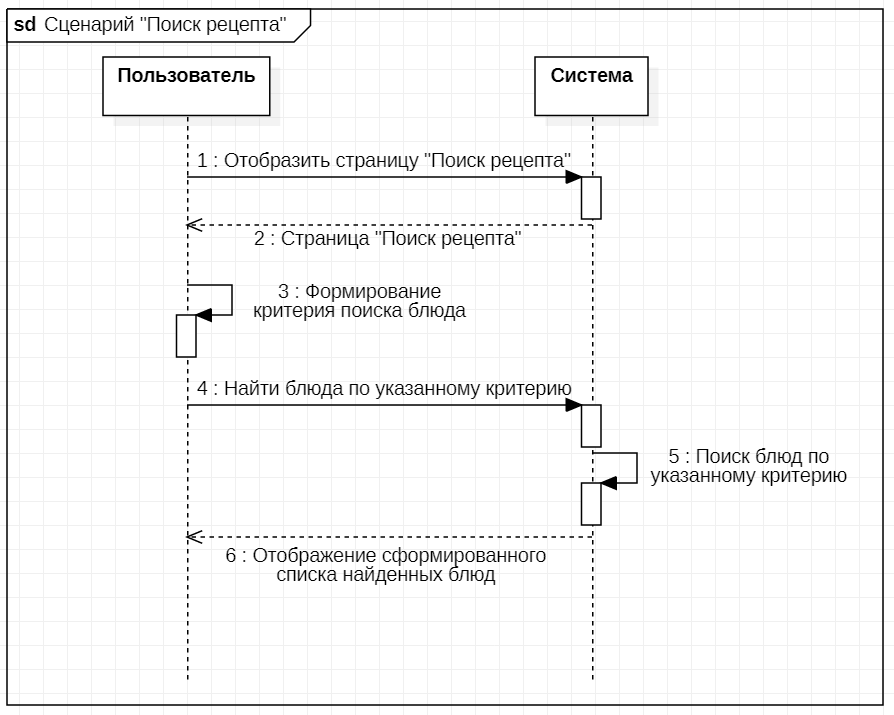 sd Сценарий "Поиск рецепта"
Пользователь
Система
1 : Отобразить страницу "Поиск рецепта"
2 : Страница "Поиск рецепта"
3 : Формирование
критерия поиска блюда
4 : Найти блюда по указанному критерию
5 : Поиск блюд по
указанному критерию
6 : Отображение сформированного
списка найденных блюд